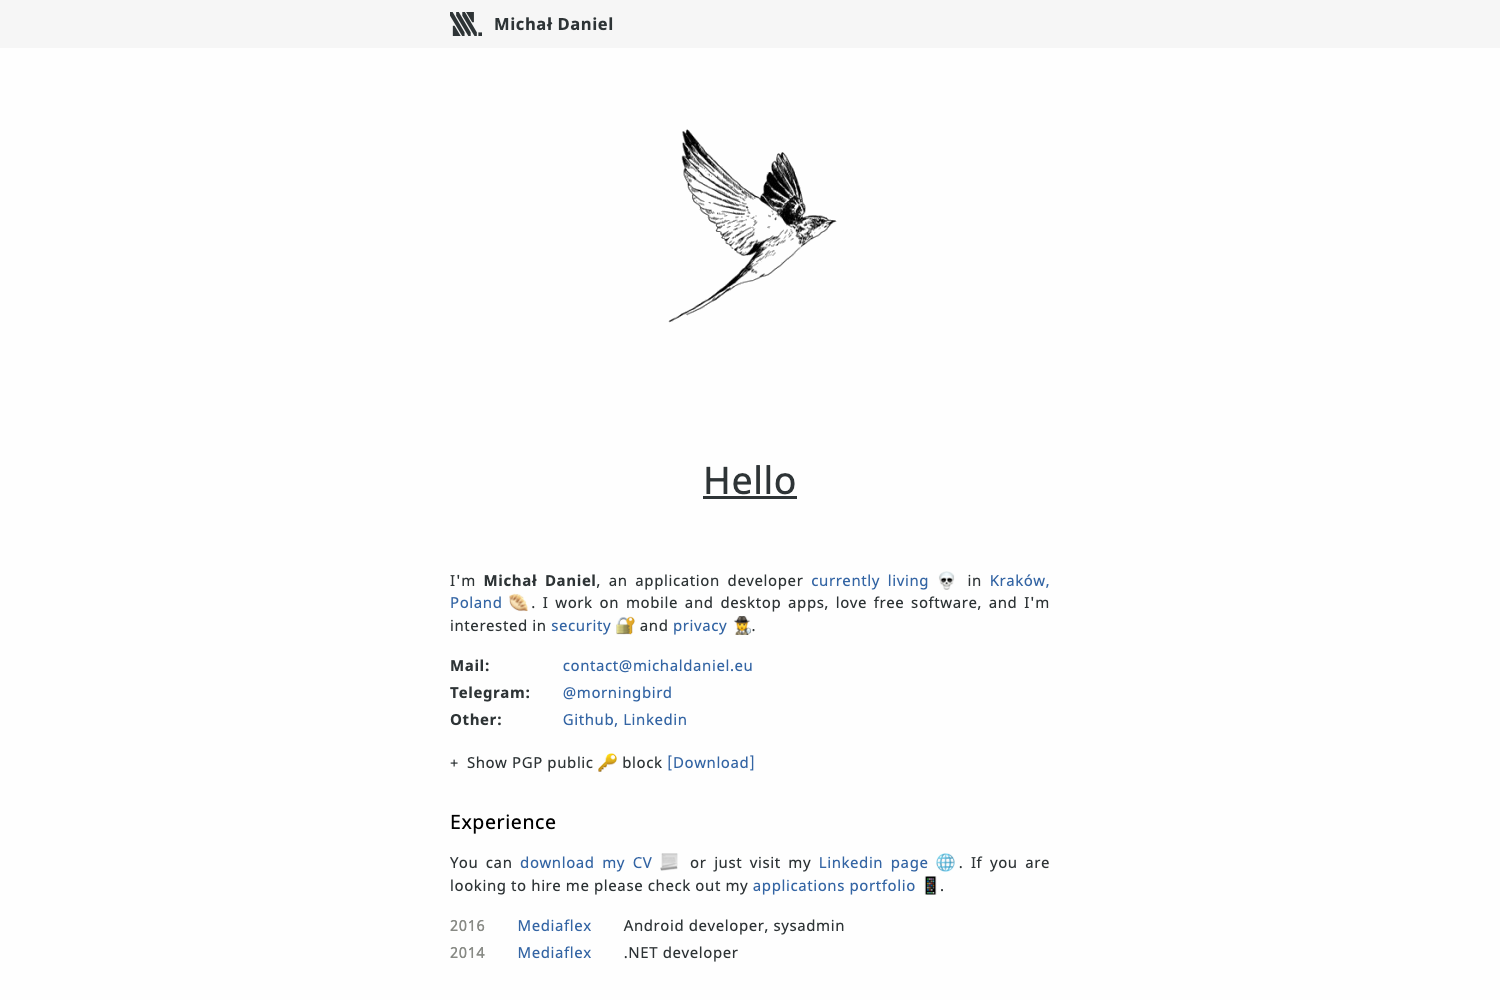 Michał Daniel
Hello
I'm Michał Daniel, an application developer currently living 💀 in Kraków,
Poland 🥟. I work on mobile and desktop apps, love free software, and I'm
interested in security 🔐 and privacy 🕵️.
Mail: contact@michaldaniel.eu
Telegram: @morningbird
Other: Github, Linkedin
+ Show PGP public 🔑 block [Download]
Experience
You can download my CV 📃 or just visit my Linkedin page 🌐. If you are
looking to hire me please check out my applications portfolio 📱.
2016 Mediaflex Android developer, sysadmin
2014 Mediaflex .NET developer